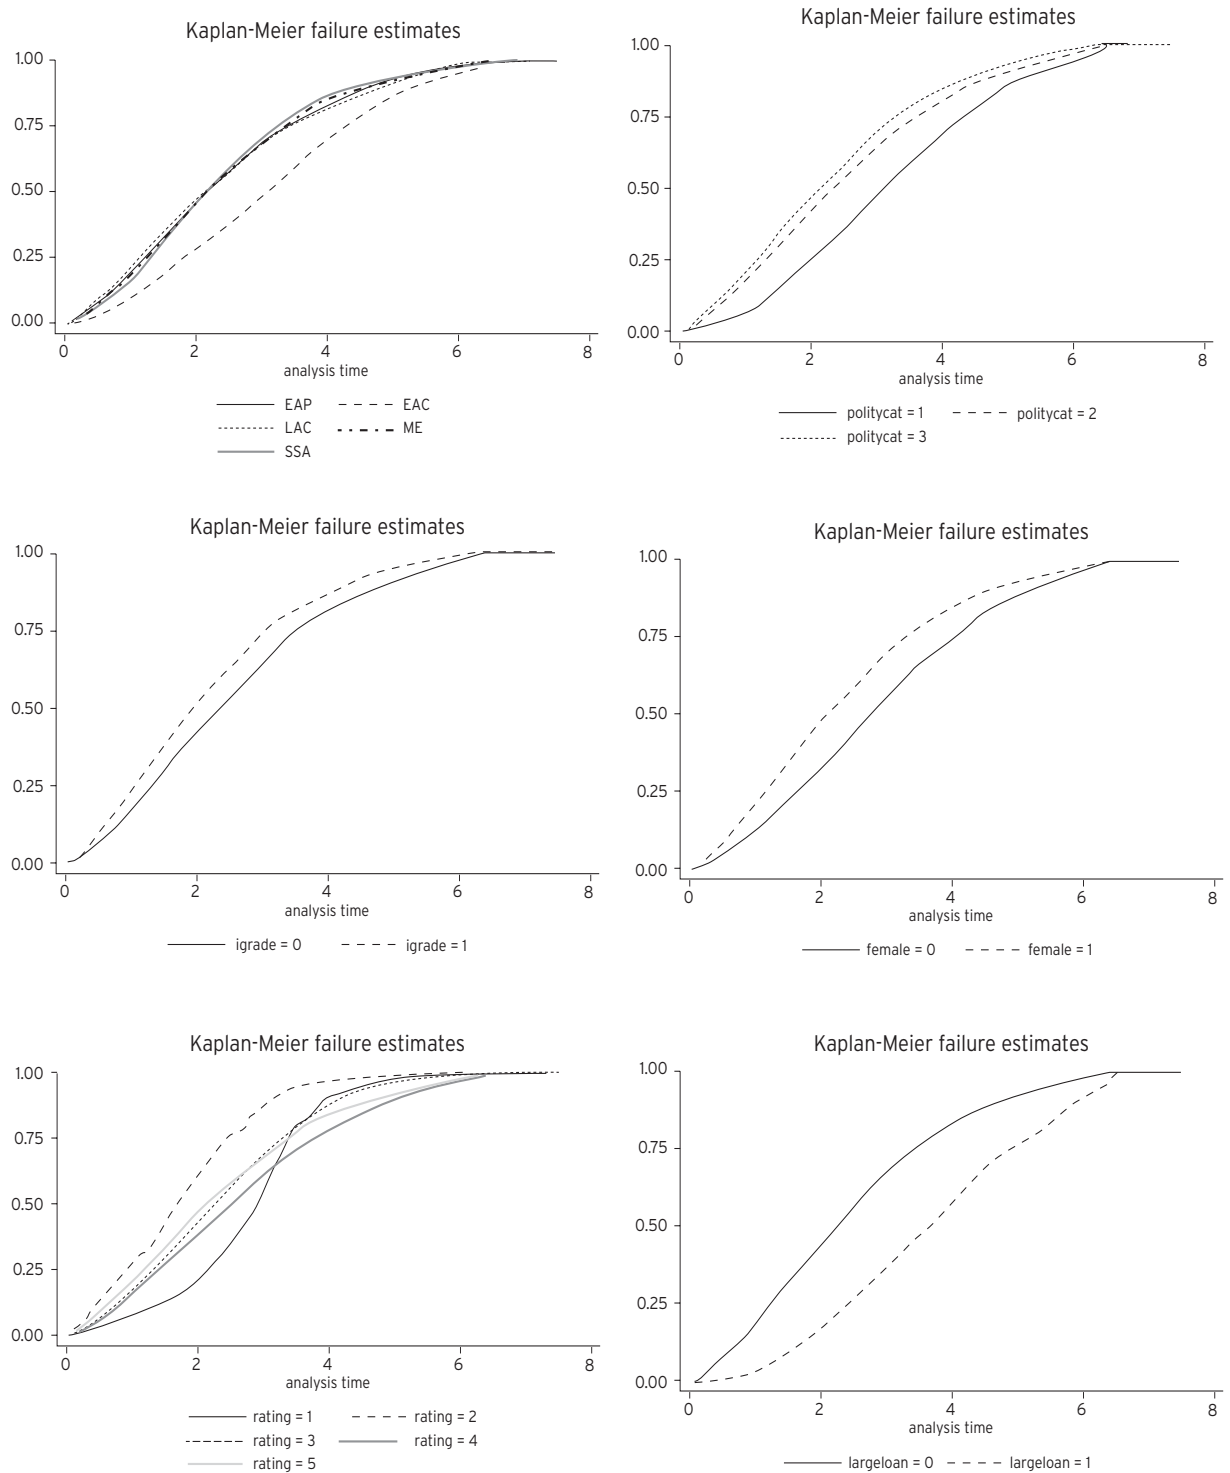 Kaplan-Meier failure estimates
1.00
0.75
0.50
0.25
0.00
0 2 4 6 8
analysis time
EAP EAC
LAC ME
SSA
Kaplan-Meier failure estimates
1.00
0.75
0.50
0.25
0.00
0 2 4 6 8
analysis time
politycat = 1 politycat = 2
politycat = 3
Kaplan-Meier failure estimates
1.00
0.75
0.50
0.25
0.00
0 2 4 6 8
analysis time
igrade = 0 igrade = 1
Kaplan-Meier failure estimates
1.00
0.75
0.50
0.25
0.00
0 2 4 6 8
analysis time
female = 0 female = 1
Kaplan-Meier failure estimates
1.00
0.75
0.50
0.25
0.00
0 2 4 6 8
analysis time
rating = 1 rating = 2
rating = 3 rating = 4
rating = 5
Kaplan-Meier failure estimates
1.00
0.75
0.50
0.25
0.00
0 2 4 6 8
analysis time
largeloan = 0 largeloan = 1